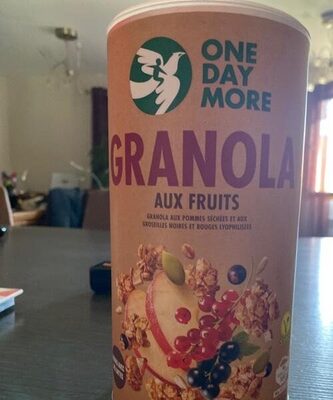 ONE
DAY
MORE
GRANOLA
AUX FRUITS
GRANOLA AUX POMMES SÉCHÉES ET AUX
GROSEILLES NOIRES ET ROUGES LYOPHILISÉES